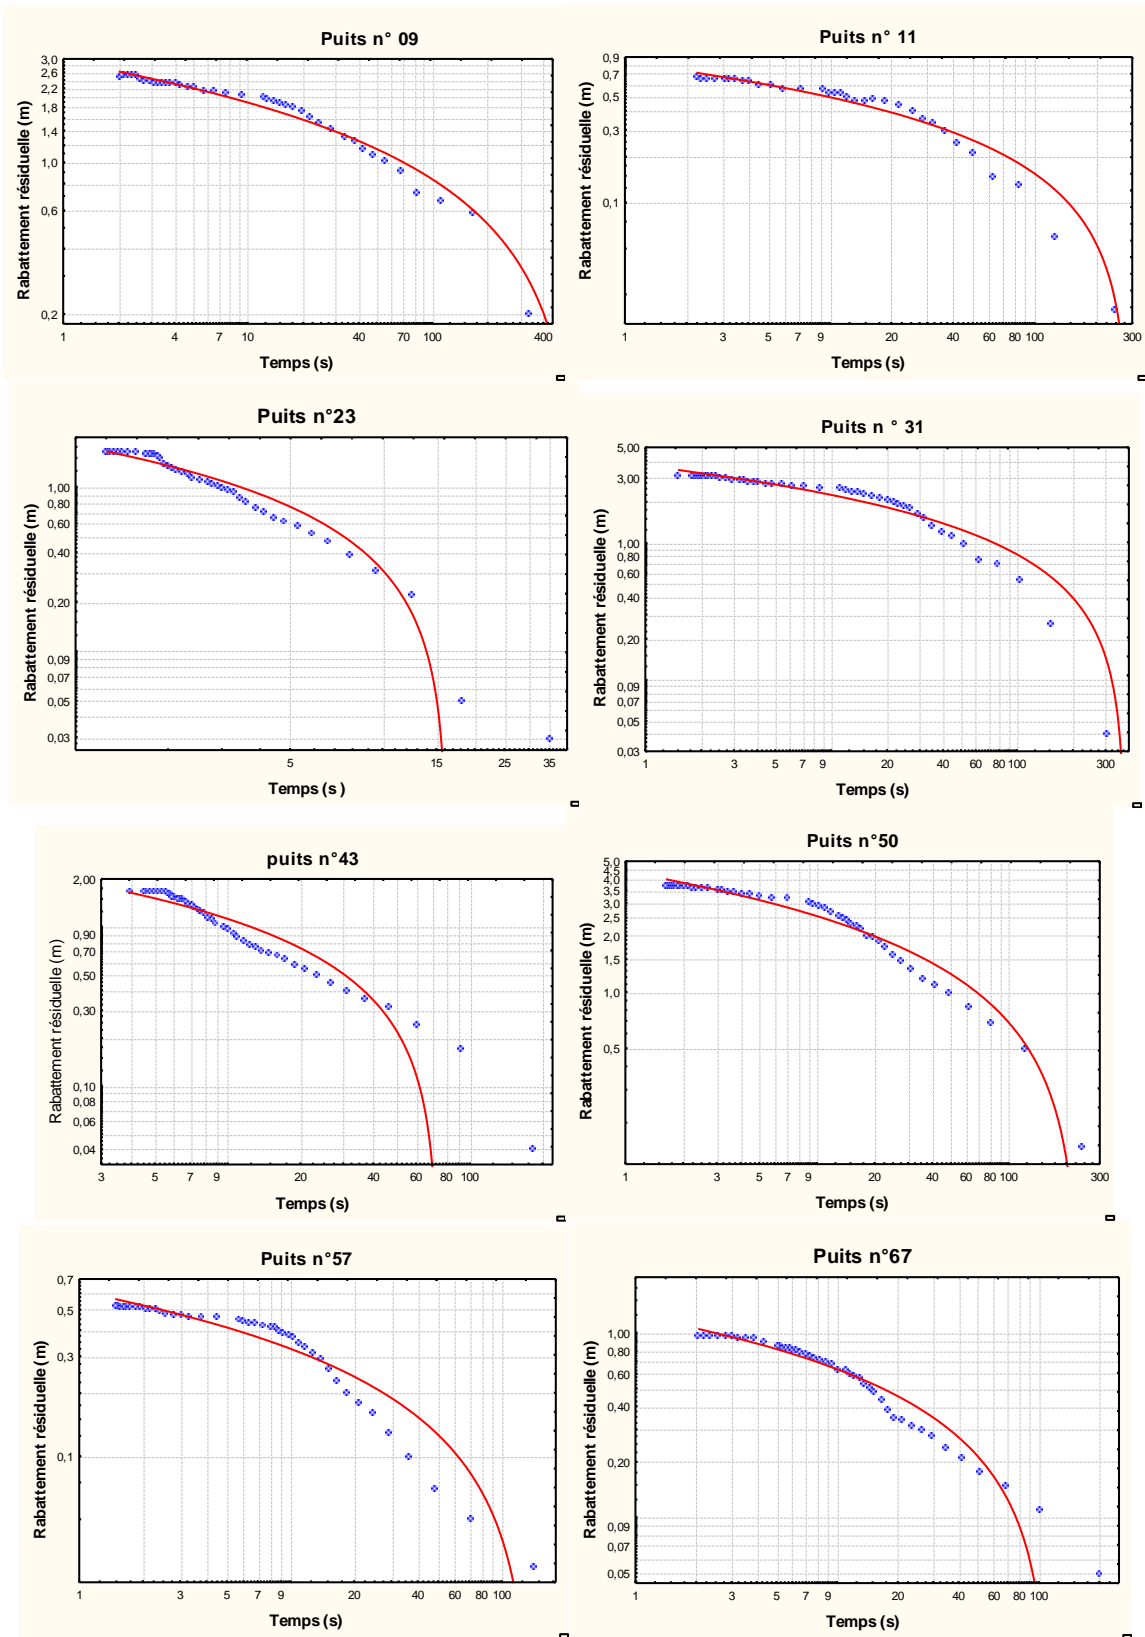 Puits n° 09
Rabattement résiduelle (m)
3,0
2,6
2,2
1,8
1,4
1,0
0,6
0,2
1 4 7 10 40 70 100 400
Temps (s)
Puits n° 11
Rabattement résiduelle (m)
0,9
0,7
0,5
0,3
0,1
1 3 5 7 9 20 40 60 80 100 300
Temps (s)
Puits n°23
Rabattement résiduelle (m)
1,00
0,80
0,60
0,40
0,20
0,09
0,07
0,05
0,03
5 15 25 35
Temps (s )
Puits n ° 31
Rabattement résiduelle (m)
5,00
3,00
1,00
0,80
0,60
0,40
0,20
0,09
0,07
0,05
0,03
1 3 5 7 9 20 40 60 80 100 300
Temps (s)
puits n°43
Rabattement résiduelle (m)
2,00
0,90
0,70
0,50
0,30
0,10
0,08
0,06
0,04
3 5 7 9 20 40 60 80 100
Temps (s)
Puits n°50
Rabattement résiduelle (m)
5,0
4,5
4,0
3,5
3,0
2,5
2,0
1,5
1,0
0,5
1 3 5 7 9 20 40 60 80 100 300
Temps (s)
Puits n°57
Rabattement résiduelle (m)
0,7
0,5
0,3
0,1
1 3 5 7 9 20 40 60 80 100
Temps (s)
Puits n°67
Rabattement résiduelle (m)
1,00
0,80
0,60
0,40
0,20
0,09
0,07
0,05
1 3 5 7 9 20 40 60 80 100
Temps (s)